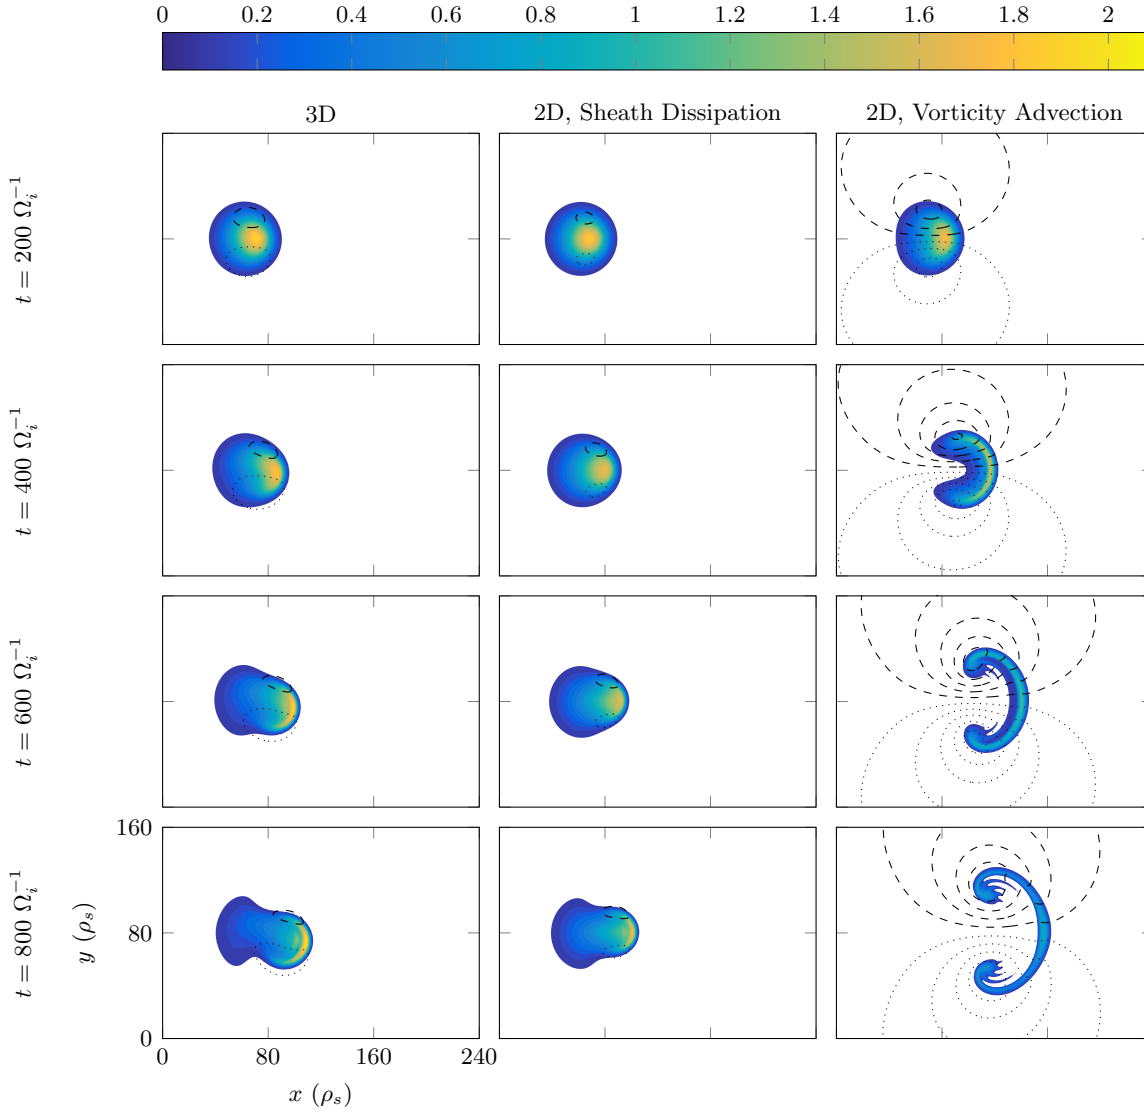 0 0.2 0.4 0.6 0.8 1 1.2 1.4 1.6 1.8 2
3D 2D, Sheath Dissipation 2D, Vorticity Advection
t = 200 Ω_i^{-1}
t = 400 Ω_i^{-1}
t = 600 Ω_i^{-1}
t = 800 Ω_i^{-1}
160
80
0
y (ρ_s)
0 80 160 240
x (ρ_s)